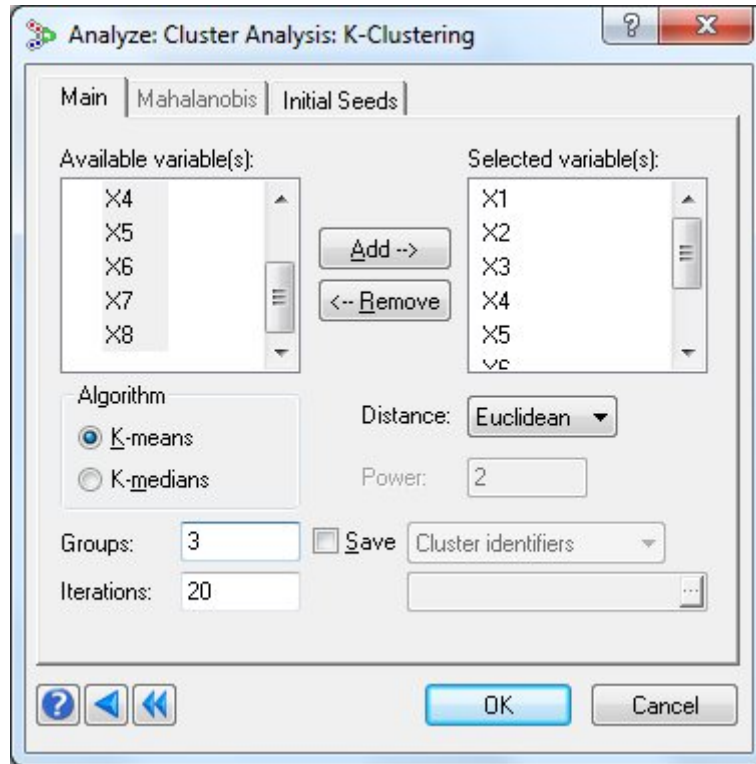 Analyze: Cluster Analysis: K-Clustering
Main Mahalanobis Initial Seeds
Available variable(s): Selected variable(s):
X4 X1
X5 X2
X6 X3
X7 X4
X8 X5
X6
Add -->
<-- Remove
Algorithm
K-means
K-medians
Distance: Euclidean
Power: 2
Groups: 3 Save Cluster identifiers
Iterations: 20 ...
OK Cancel